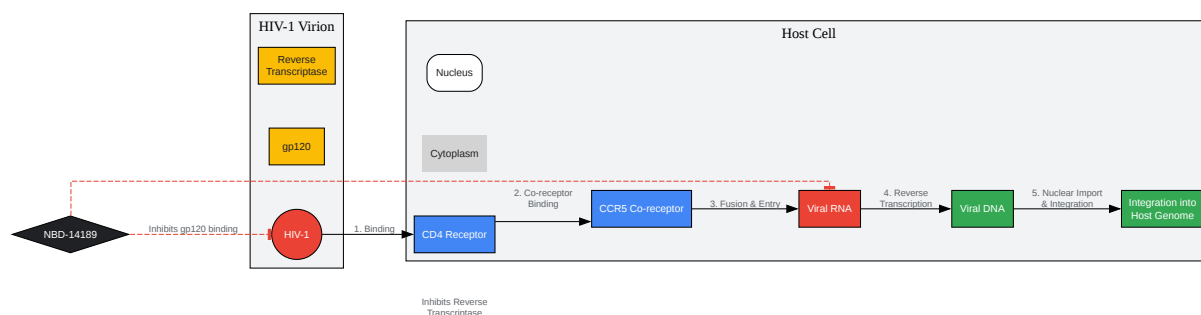 HIV-1 Virion
Host Cell
Reverse
Transcriptase
Nucleus
gp120
Cytoplasm
NBD-14189
Inhibits gp120 binding
HIV-1
1. Binding
CD4 Receptor
2. Co-receptor
Binding
CCR5 Co-receptor
3. Fusion & Entry
Viral RNA
4. Reverse
Transcription
Viral DNA
5. Nuclear Import
& Integration
Integration into
Host Genome
Inhibits Reverse
Transcriptase